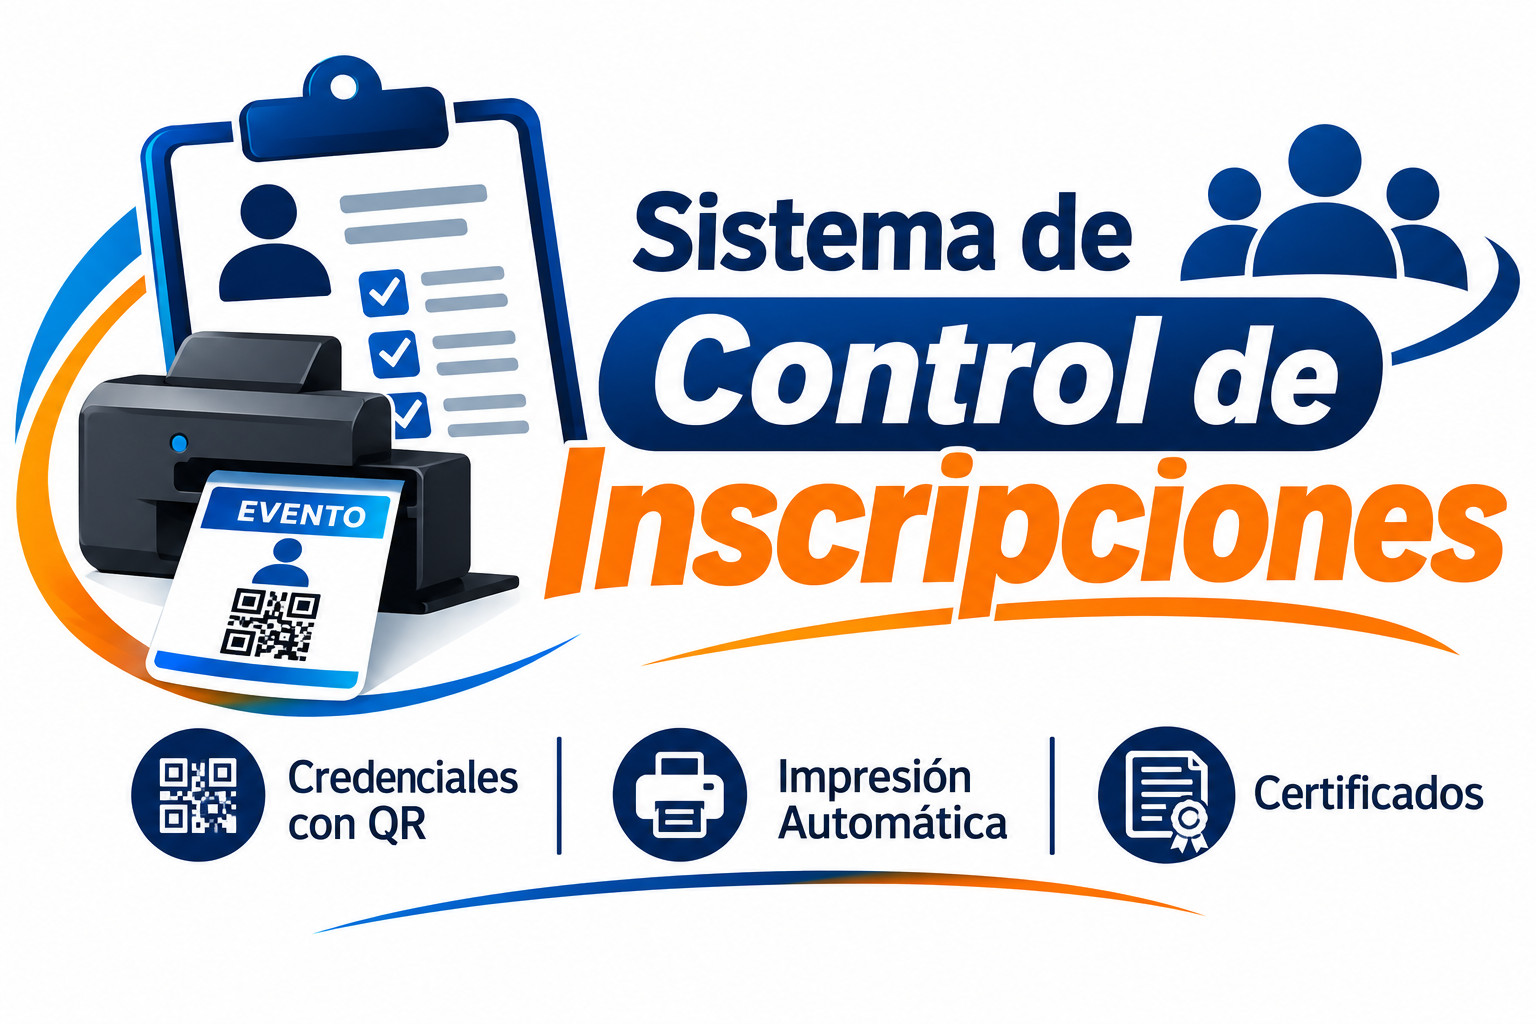 Sistema de
Control de
Inscripciones
EVENTO
Credenciales
con QR
Impresión
Automática
Certificados